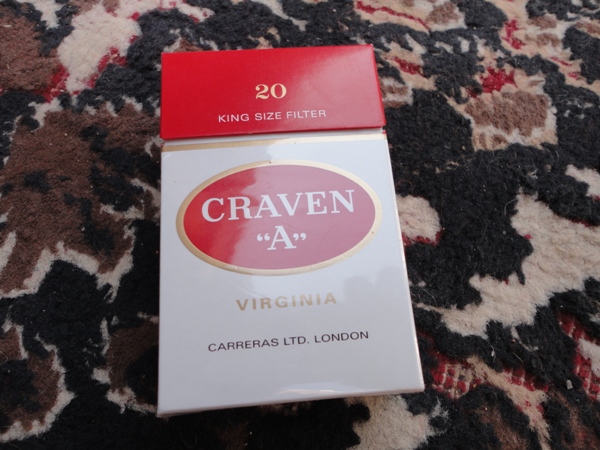 20
KING SIZE FILTER
CRAVEN
“A”
VIRGINIA
CARRERAS LTD. LONDON